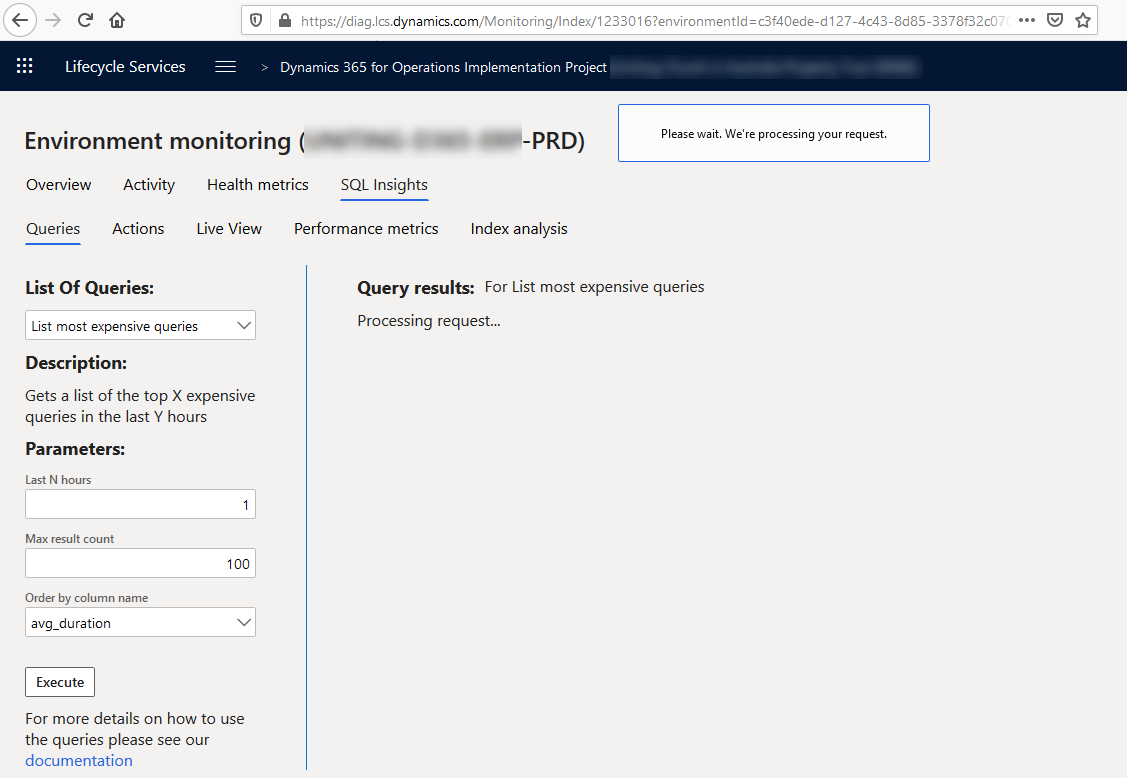 https://diag.lcs.dynamics.com/Monitoring/Index/1233016?environmentId=c3f40ede-d127-4c43-8d85-3378f32c07
Lifecycle Services > Dynamics 365 for Operations Implementation Project
Please wait. We're processing your request.
Environment monitoring ( -PRD)
Overview Activity Health metrics SQL Insights
Queries Actions Live View Performance metrics Index analysis
List Of Queries:
List most expensive queries
Description:
Gets a list of the top X expensive
queries in the last Y hours
Parameters:
Last N hours
1
Max result count
100
Order by column name
avg_duration
Execute
For more details on how to use
the queries please see our
documentation
Query results: For List most expensive queries
Processing request...